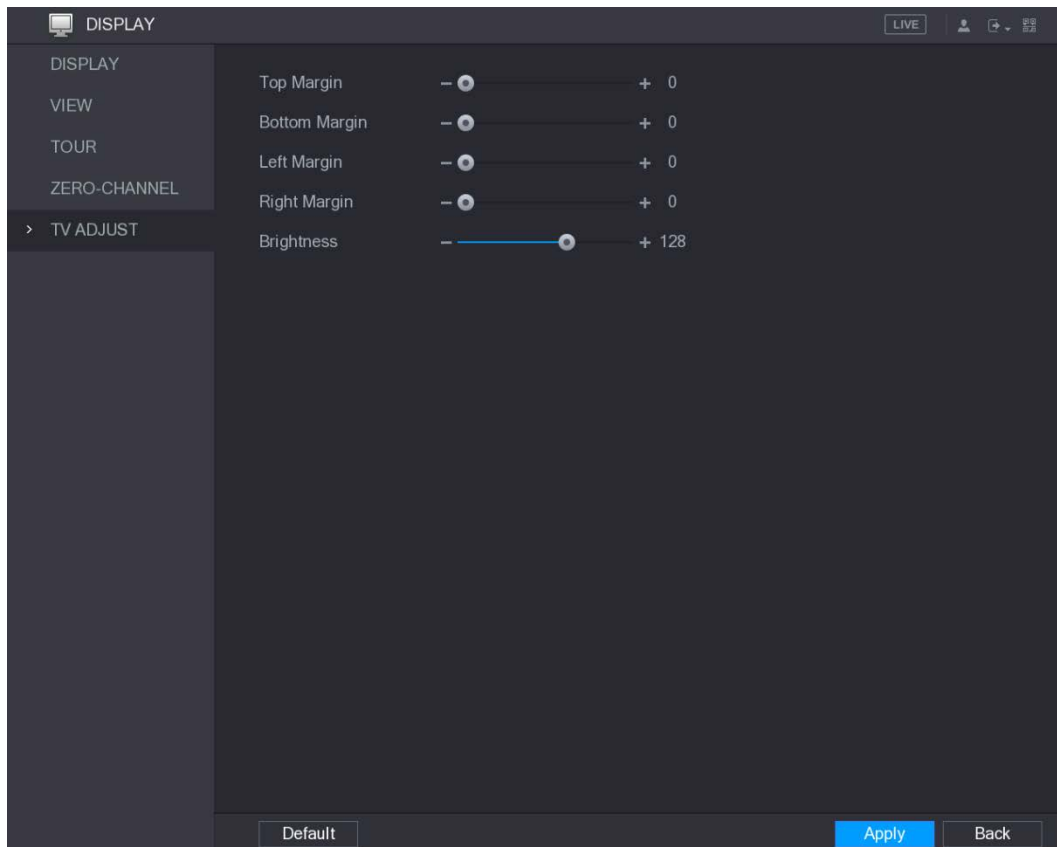 DISPLAY
LIVE
DISPLAY
VIEW
TOUR
ZERO-CHANNEL
> TV ADJUST
Top Margin - + 0
Bottom Margin - + 0
Left Margin - + 0
Right Margin - + 0
Brightness - + 128
Default Apply Back